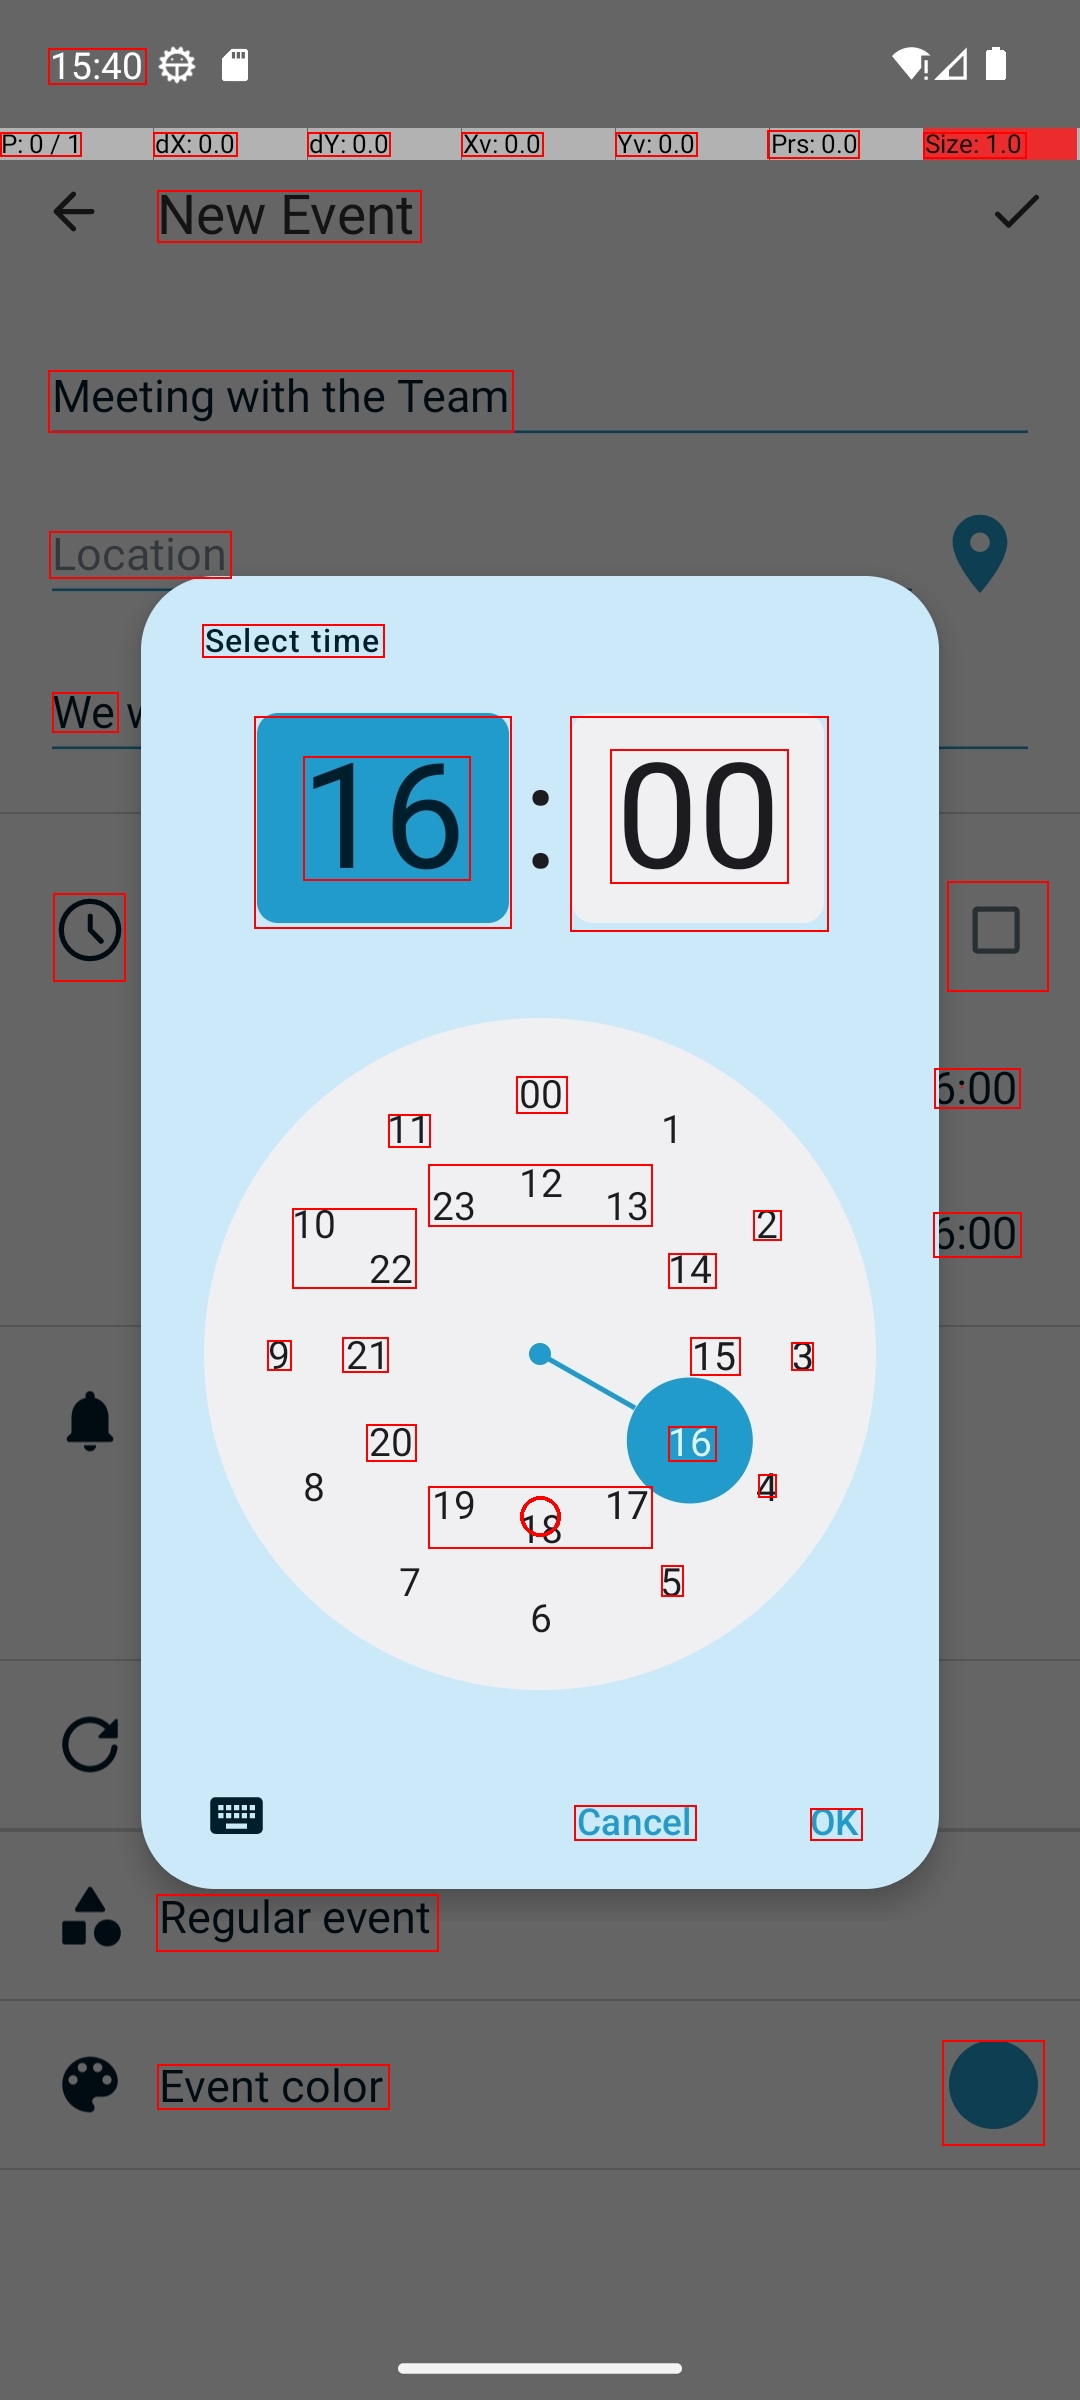 15:40
P: 0 / 1 dX: 0.0 dY: 0.0 Xv: 0.0 Yv: 0.0 Prs: 0.0 Size: 1.0
New Event
Meeting with the Team
Location
Select time
We
16:00
6:00
6:00
00
11 1
12
23 13
10 2
22 14
9 21 15 3
20 16
8 4
19 17
18
7 5
6
Cancel OK
Regular event
Event color